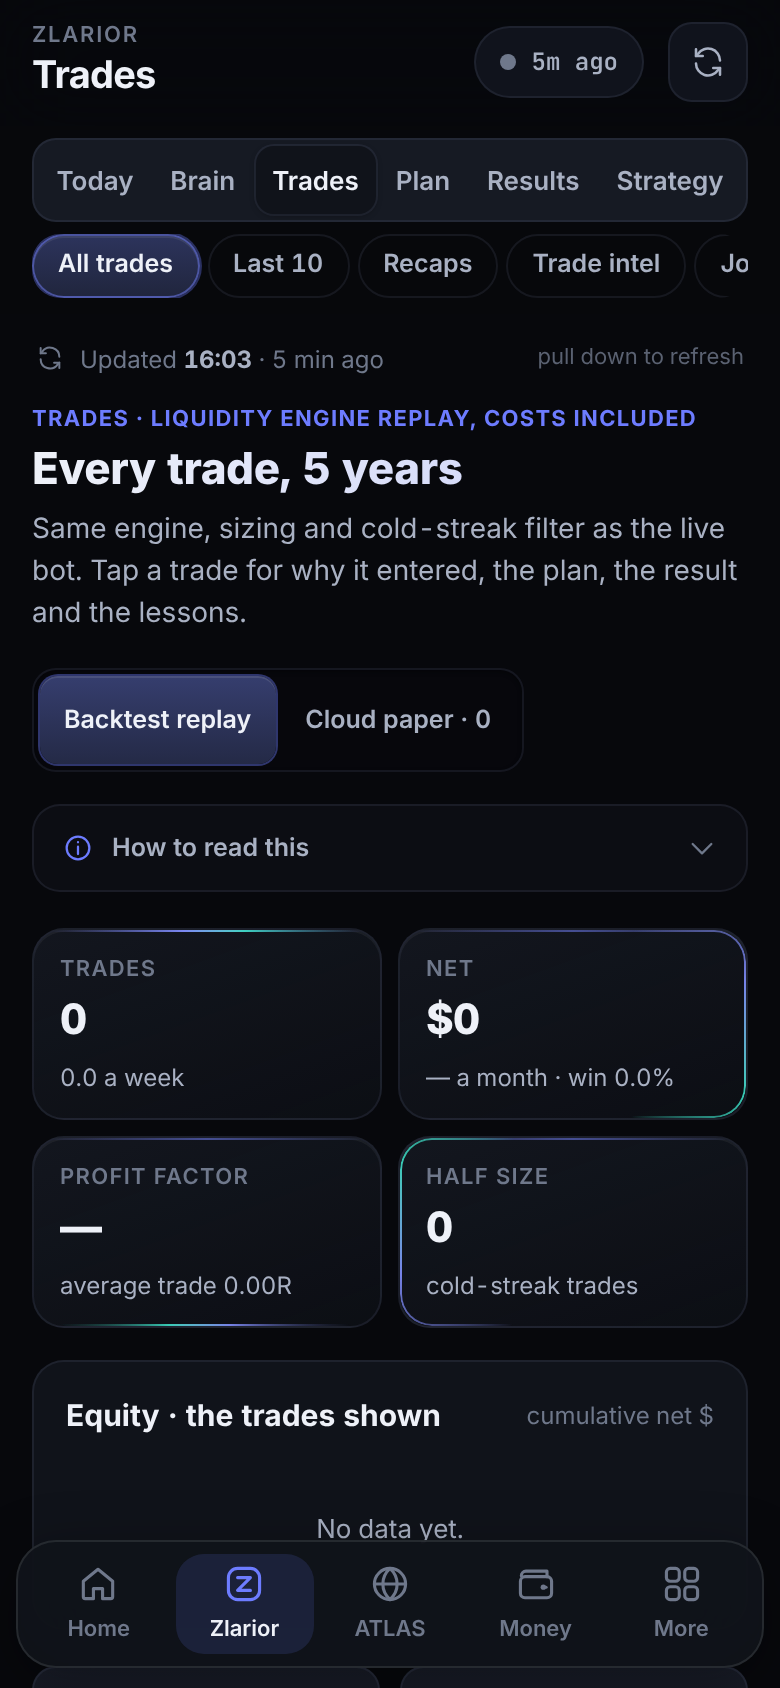 ZLARIOR
Trades
5m ago
Today Brain Trades Plan Results Strategy
All trades Last 10 Recaps Trade intel Jo
Updated 16:03 · 5 min ago
pull down to refresh
TRADES · LIQUIDITY ENGINE REPLAY, COSTS INCLUDED
Every trade, 5 years
Same engine, sizing and cold-streak filter as the live
bot. Tap a trade for why it entered, the plan, the result
and the lessons.
Backtest replay Cloud paper · 0
How to read this
TRADES
0
0.0 a week
NET
$0
— a month · win 0.0%
PROFIT FACTOR
—
average trade 0.00R
HALF SIZE
0
cold-streak trades
Equity · the trades shown
cumulative net $
No data yet.
Home Zlarior ATLAS Money More